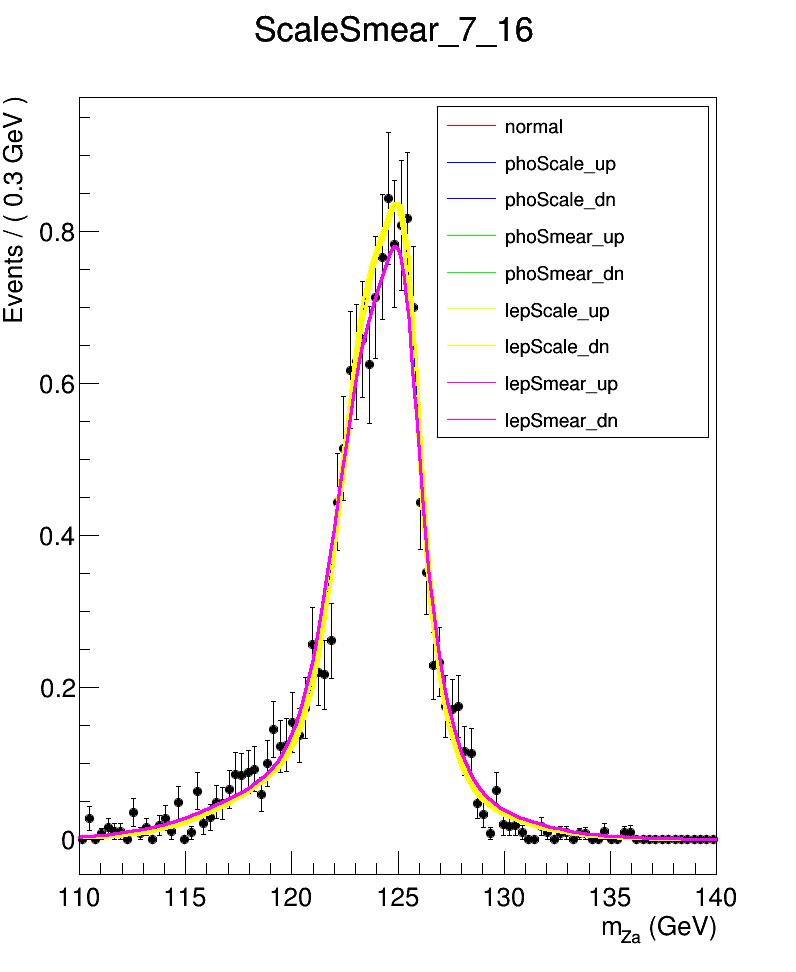 ScaleSmear_7_16
Events / ( 0.3 GeV )
normal
phoScale_up
phoScale_dn
phoSmear_up
phoSmear_dn
lepScale_up
lepScale_dn
lepSmear_up
lepSmear_dn
0.8
0.6
0.4
0.2
0
110 115 120 125 130 135 140
m_Za (GeV)